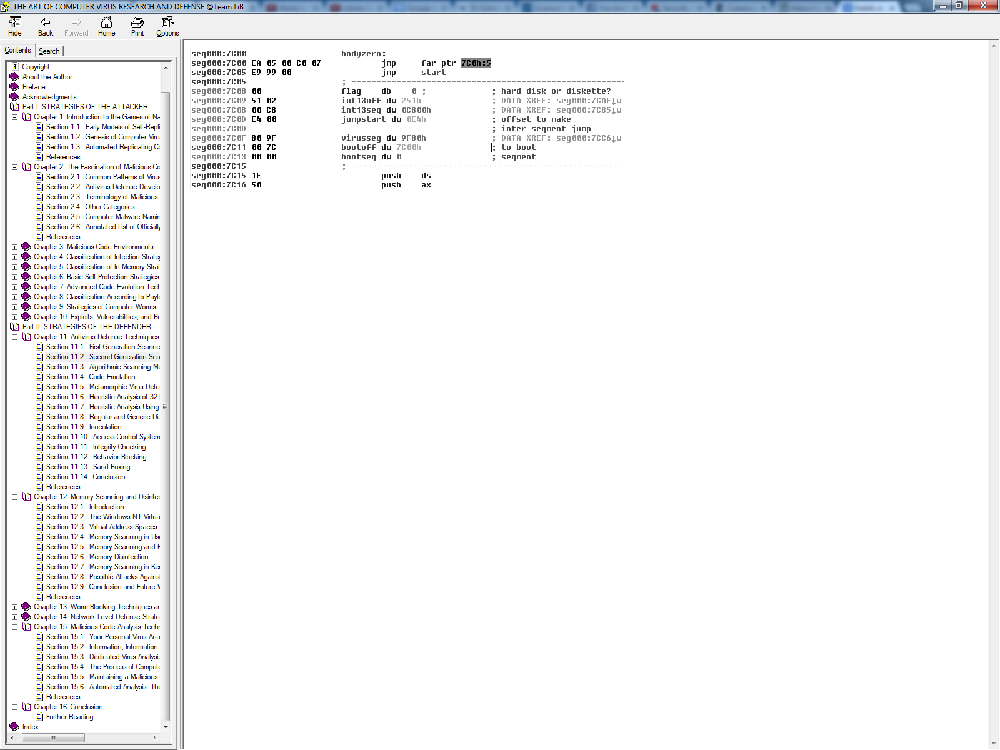 THE ART OF COMPUTER VIRUS RESEARCH AND DEFENSE @Team LiB
Hide Back Forward Home Print Options
Contents Search
Copyright
About the Author
Preface
Acknowledgments
Part I. STRATEGIES OF THE ATTACKER
Chapter 1. Introduction to the Games of Na
Section 1.1. Early Models of Self-Repli
Section 1.2. Genesis of Computer Viru
Section 1.3. Automated Replicating Co
References
Chapter 2. The Fascination of Malicious Co
Section 2.1. Common Patterns of Virus
Section 2.2. Antivirus Defense Develo
Section 2.3. Terminology of Malicious
Section 2.4. Other Categories
Section 2.5. Computer Malware Namin
Section 2.6. Annotated List of Officially
References
Chapter 3. Malicious Code Environments
Chapter 4. Classification of Infection Strateg
Chapter 5. Classification of In-Memory Strat
Chapter 6. Basic Self-Protection Strategies
Chapter 7. Advanced Code Evolution Tech
Chapter 8. Classification According to Paylo
Chapter 9. Strategies of Computer Worms
Chapter 10. Exploits, Vulnerabilities, and Bu
Part II. STRATEGIES OF THE DEFENDER
Chapter 11. Antivirus Defense Techniques
Section 11.1. First-Generation Scanne
Section 11.2. Second-Generation Sca
Section 11.3. Algorithmic Scanning Me
Section 11.4. Code Emulation
Section 11.5. Metamorphic Virus Dete
Section 11.6. Heuristic Analysis of 32-
Section 11.7. Heuristic Analysis Using
Section 11.8. Regular and Generic Dis
Section 11.9. Inoculation
Section 11.10. Access Control System
Section 11.11. Integrity Checking
Section 11.12. Behavior Blocking
Section 11.13. Sand-Boxing
Section 11.14. Conclusion
References
Chapter 12. Memory Scanning and Disinfec
Section 12.1. Introduction
Section 12.2. The Windows NT Virtua
Section 12.3. Virtual Address Spaces
Section 12.4. Memory Scanning in Use
Section 12.5. Memory Scanning and P
Section 12.6. Memory Disinfection
Section 12.7. Memory Scanning in Ker
Section 12.8. Possible Attacks Agains
Section 12.9. Conclusion and Future W
References
Chapter 13. Worm-Blocking Techniques an
Chapter 14. Network-Level Defense Strate
Chapter 15. Malicious Code Analysis Techn
Section 15.1. Your Personal Virus Ana
Section 15.2. Information, Information,
Section 15.3. Dedicated Virus Analysis
Section 15.4. The Process of Compute
Section 15.5. Maintaining a Malicious
Section 15.6. Automated Analysis: The
References
Chapter 16. Conclusion
Further Reading
Index
seg000:7C00 bodyzero:
seg000:7C00 EA 05 00 C0 07 jmp far ptr 7C0h:5
seg000:7C05 E9 99 00 jmp start
seg000:7C05 ; -------------------------------------------------------
seg000:7C08 00 flag db 0 ; ; hard disk or diskette?
seg000:7C09 51 02 int13off dw 251h ; DATA XREF: seg000:7CAF↓w
seg000:7C0B 00 C8 int13seg dw 0C800h ; DATA XREF: seg000:7CB5↓w
seg000:7C0D E4 00 jumpstart dw 0E4h ; offset to make
seg000:7C0D ; inter segment jump
seg000:7C0F 80 9F virusseg dw 9F80h ; DATA XREF: seg000:7CC6↓w
seg000:7C11 00 7C bootoff dw 7C00h ; to boot
seg000:7C13 00 00 bootseg dw 0 ; segment
seg000:7C15 ; -------------------------------------------------------
seg000:7C15 1E push ds
seg000:7C16 50 push ax